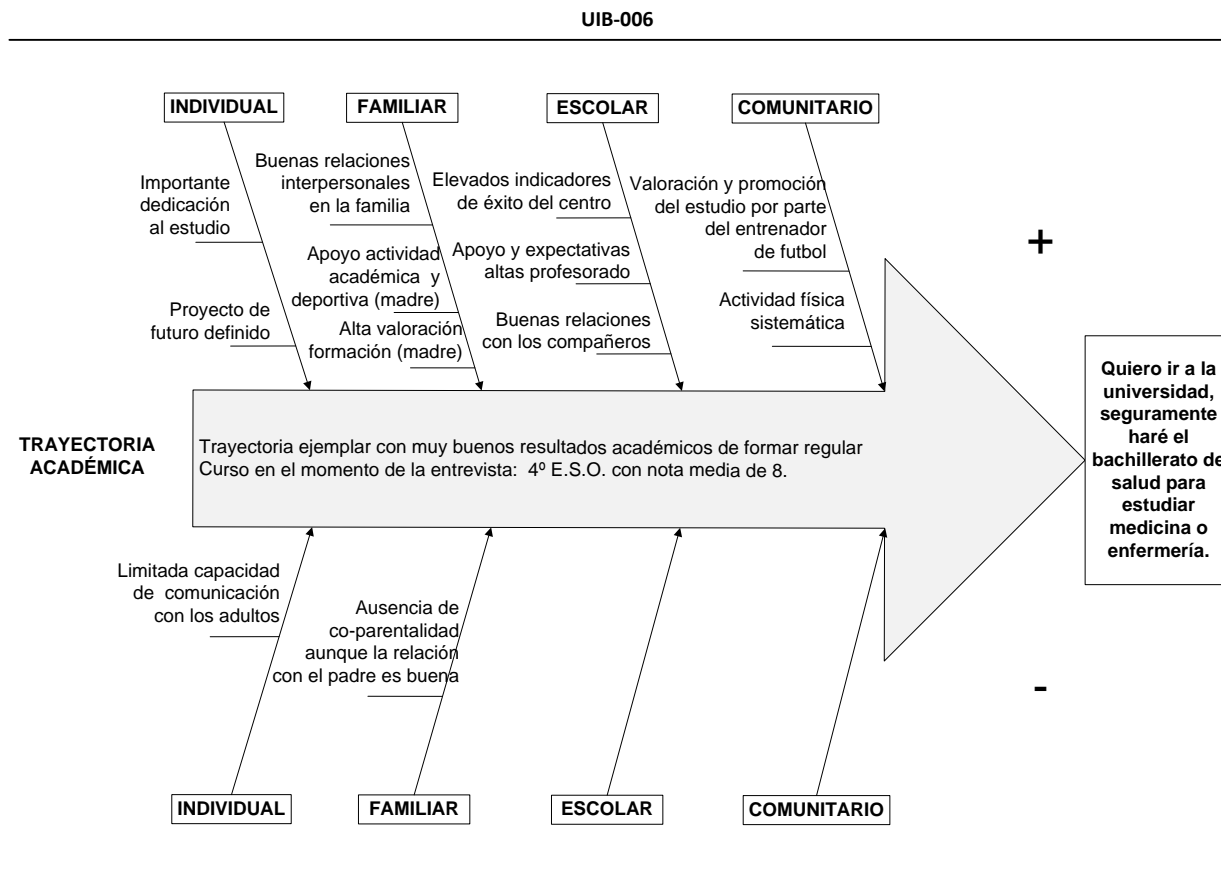 UIB-006
INDIVIDUAL
FAMILIAR
ESCOLAR
COMUNITARIO
Importante
dedicación
al estudio
Proyecto de
futuro definido
Buenas relaciones
interpersonales
en la familia
Apoyo actividad
académica y
deportiva (madre)
Alta valoración
formación (madre)
Elevados indicadores
de éxito del centro
Apoyo y expectativas
altas profesorado
Buenas relaciones
con los compañeros
Valoración y promoción
del estudio por parte
del entrenador
de futbol
Actividad física
sistemática
+
TRAYECTORIA
ACADÉMICA
Trayectoria ejemplar con muy buenos resultados académicos de formar regular
Curso en el momento de la entrevista: 4º E.S.O. con nota media de 8.
Quiero ir a la
universidad,
seguramente
haré el
bachillerato de
salud para
estudiar
medicina o
enfermería.
Limitada capacidad
de comunicación
con los adultos
Ausencia de
co-parentalidad
aunque la relación
con el padre es buena
-
INDIVIDUAL
FAMILIAR
ESCOLAR
COMUNITARIO